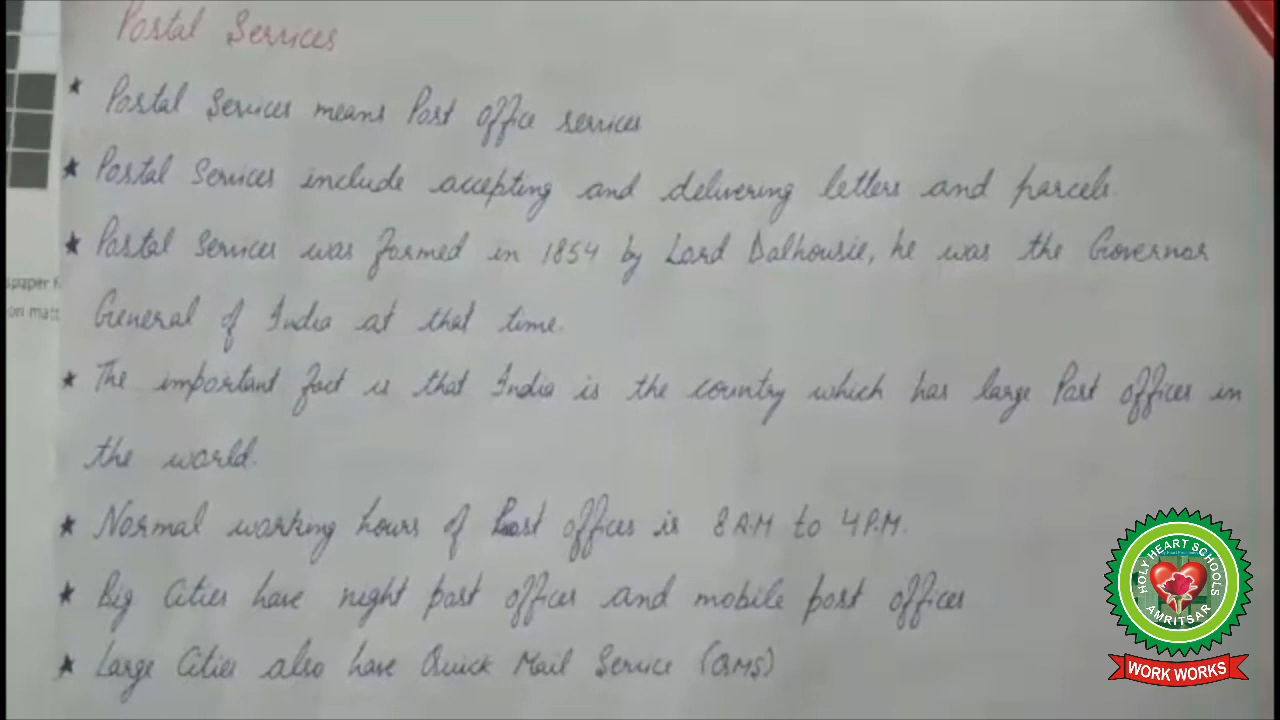 Postal Services
★ Postal Services means Post office services
★ Postal Services include accepting and delivering letters and parcels.
★ Postal Services was formed in 1854 by Lord Dalhousie, he was the Governor
General of India at that time.
★ The important fact is that India is the country which has large Post offices in
the world.
★ Normal working hours of Post offices is 8 A.M to 4 P.M.
★ Big Cities have night post offices and mobile post offices
★ Large Cities also have Quick Mail Service (QMS)
spaper
HOLY HEART SCHOOLS
AMRITSAR
WORK WORKS